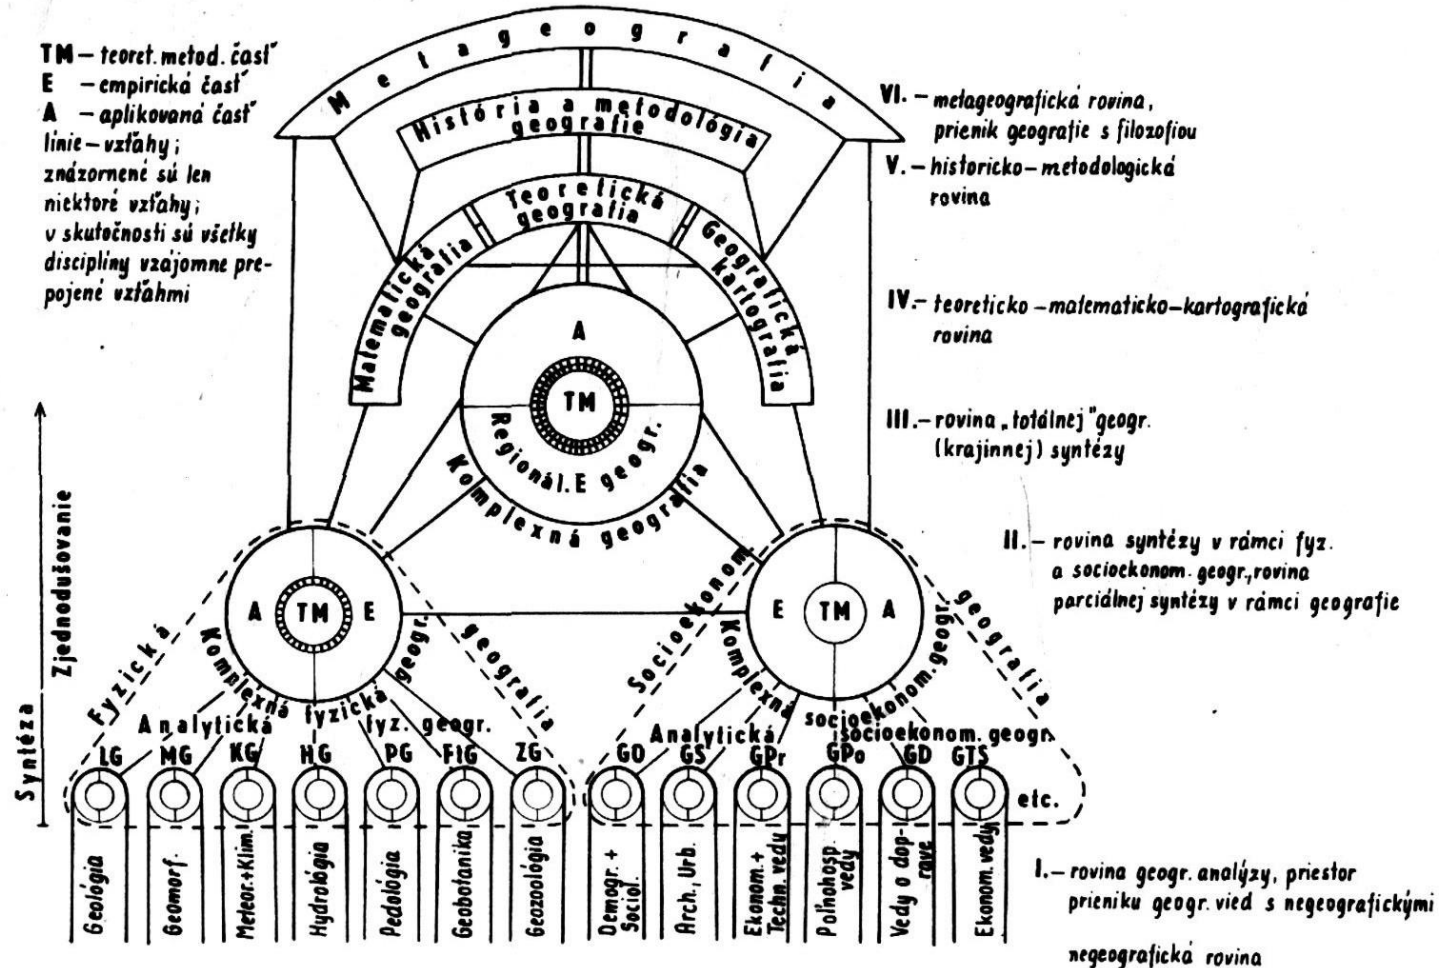 TM – teoret. metod. časť
E – empirická časť
A – aplikovaná časť
línie – vzťahy;
znázornené sú len
niektoré vzťahy;
v skutočnosti sú všetky
disciplíny vzájomne pre-
pojené vzťahmi
Metageografia
História a metodológia
geografie
Teoretická
geografia
Matematická
geografia
Geografická
kartografia
A
TM
Regionál. E geogr.
Komplexná geografia
VI. – metageografická rovina,
prienik geografie s filozofiou
V. – historicko – metodologická
rovina
IV. – teoreticko – matematicko – kartografická
rovina
III. – rovina „totálnej" geogr.
(krajinnej) syntézy
II. – rovina syntézy v rámci fyz.
a socioekonom. geogr., rovina
parciálnej syntézy v rámci geografie
Syntéza
Zjednodušovanie
Fyzická geografia
A TM E
Komplexná fyzická geogr.
Analytická fyz. geogr.
LG MG KG HG PG FIG ZG
Socioekonom. geografia
E TM A
Komplexná socioekonom. geogr.
Analytická socioekonom. geogr.
GO GS GPr GPo GD GTS
etc.
Geológia
Geomorf.
Meteor.+Klim.
Hydrológia
Pedológia
Geobotanika
Geozoológia
Demogr. +
Sociol.
Arch., Urb.
Ekonom. +
Techn. vedy
Poľnohosp.
vedy
Vedy o dop-
rave
Ekonom. vedy
I. – rovina geogr. analýzy, priestor
prieniku geogr. vied s negeografickými
negeografická rovina